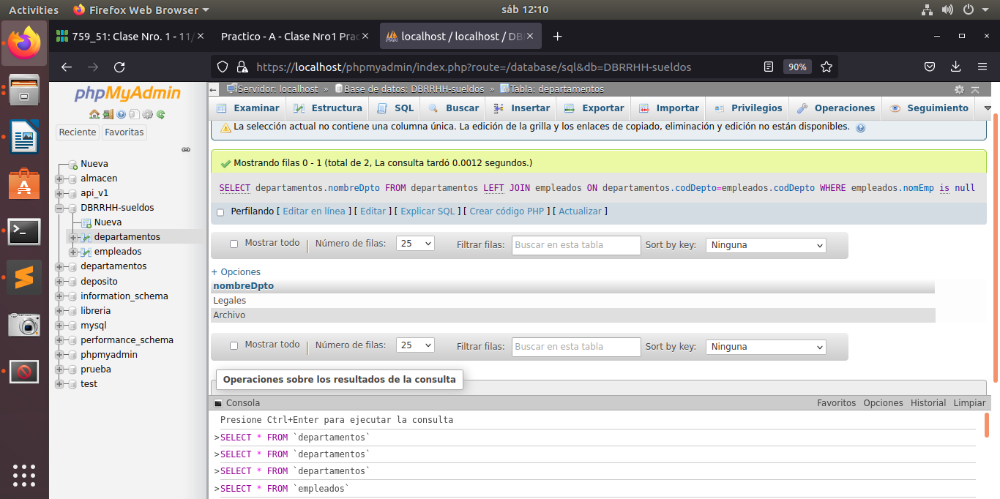 Activities
Firefox Web Browser
sáb 12:10
759_51: Clase Nro. 1 - 11/
Practico - A - Clase Nro1 Prac
localhost / localhost / DB
https://localhost/phpmyadmin/index.php?route=/database/sql&db=DBRRHH-sueldos
90%
phpMyAdmin
Reciente
Favoritas
Nueva
almacen
api_v1
DBRRHH-sueldos
Nueva
departamentos
empleados
departamentos
deposito
information_schema
libreria
mysql
performance_schema
phpmyadmin
prueba
test
Servidor: localhost » Base de datos: DBRRHH-sueldos » Tabla: departamentos
Examinar
Estructura
SQL
Buscar
Insertar
Exportar
Importar
Privilegios
Operaciones
Seguimiento
La selección actual no contiene una columna única. La edición de la grilla y los enlaces de copiado, eliminación y edición no están disponibles.
Mostrando filas 0 - 1 (total de 2, La consulta tardó 0.0012 segundos.)
SELECT departamentos.nombreDpto FROM departamentos LEFT JOIN empleados ON departamentos.codDepto=empleados.codDepto WHERE empleados.nomEmp is null
Perfilando [ Editar en línea ] [ Editar ] [ Explicar SQL ] [ Crear código PHP ] [ Actualizar ]
Mostrar todo
Número de filas:
25
Filtrar filas:
Buscar en esta tabla
Sort by key:
Ninguna
+ Opciones
nombreDpto
Legales
Archivo
Mostrar todo
Número de filas:
25
Filtrar filas:
Buscar en esta tabla
Sort by key:
Ninguna
Operaciones sobre los resultados de la consulta
Consola
Favoritos
Opciones
Historial
Limpiar
Presione Ctrl+Enter para ejecutar la consulta
>SELECT * FROM `departamentos`
>SELECT * FROM `departamentos`
>SELECT * FROM `departamentos`
>SELECT * FROM `empleados`